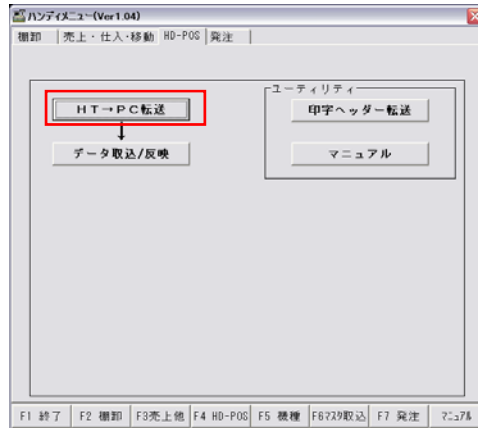 ハンディメニュー(Ver1.04)
棚卸 売上・仕入・移動 HD-POS 発注
ユーティリティ
HT→PC転送 印字ヘッダー転送
データ取込/反映 マニュアル
F1 終了 F2 棚卸 F3売上他 F4 HD-POS F5 機種 F6マスタ取込 F7 発注 マニュアル